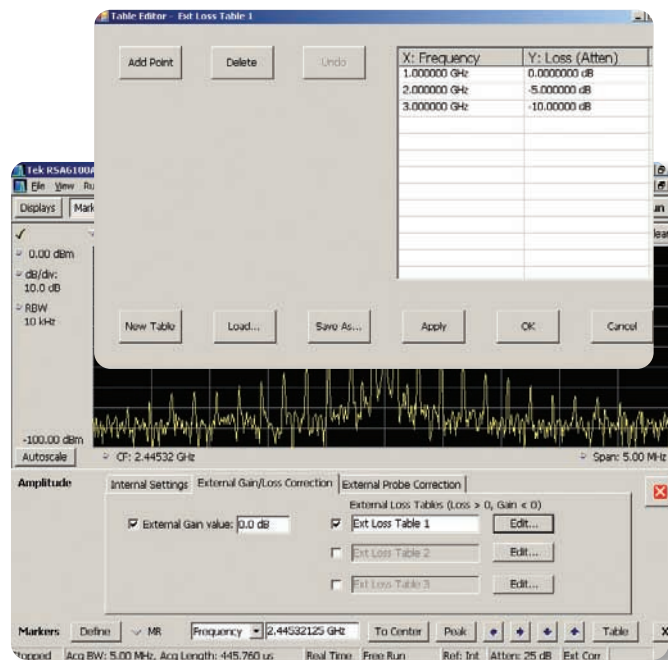 Table Editor - Ext Loss Table 1
Add Point Delete Undo
X: Frequency Y: Loss (Atten)
1.000000 GHz 0.0000000 dB
2.000000 GHz -5.000000 dB
3.000000 GHz -10.00000 dB
New Table Load... Save As... Apply OK Cancel
Tek RSA6100A
File View Ru
Displays Mark un
lear
0.00 dBm
dB/div:
10.0 dB
RBW
10 kHz
-100.00 dBm
Autoscale CF: 2.44532 GHz Span: 5.00 MHz
Amplitude Internal Settings External Gain/Loss Correction External Probe Correction
External Loss Tables (Loss > 0, Gain < 0)
External Gain value: 0.0 dB Ext Loss Table 1 Edit...
Ext Loss Table 2 Edit...
Ext Loss Table 3 Edit...
Markers Define MR Frequency 2.44532125 GHz To Center Peak Table X
topped Acq BW: 5.00 MHz, Acq Length: 445.760 us Real Time Free Run Ref: Int Atten: 25 dB Ext Corr